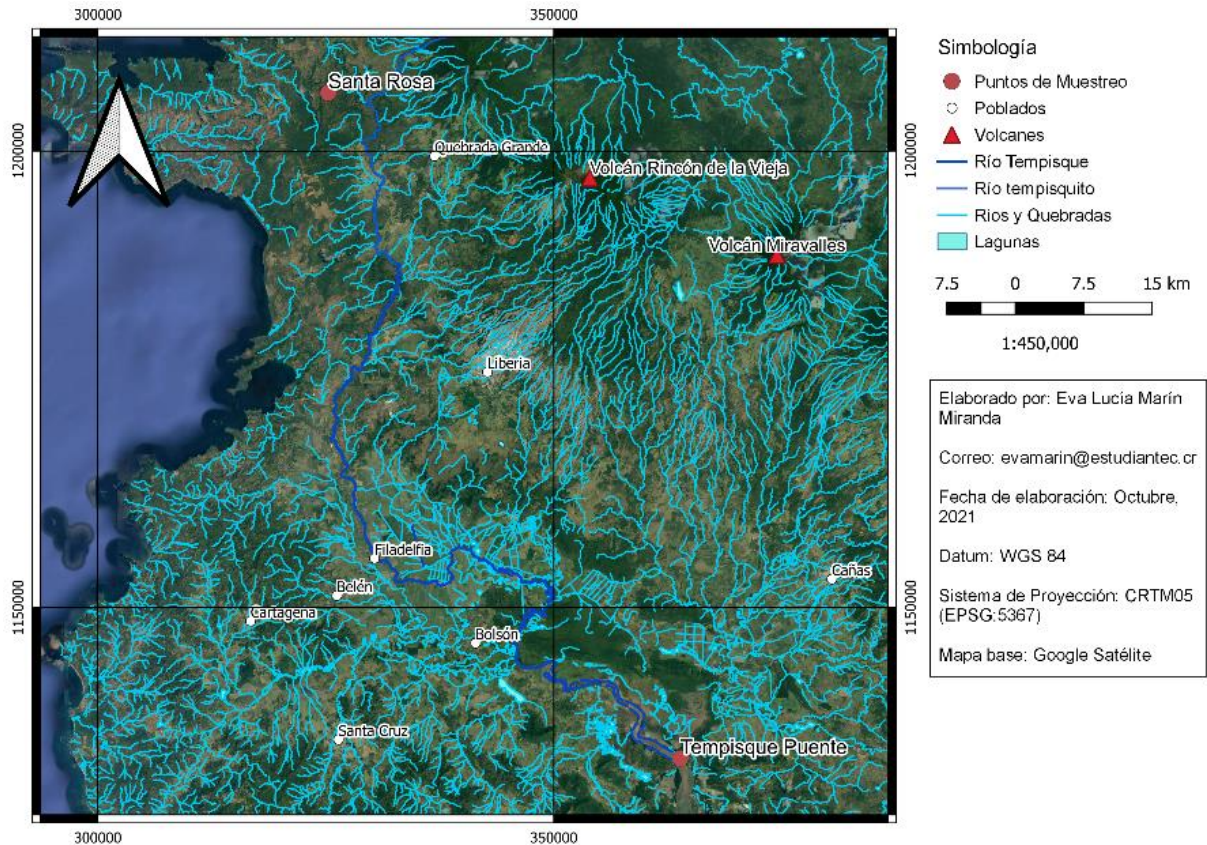 300000
350000
Santa Rosa
Quebrada Grande
1200000
1200000
Volcán Rincón de la Vieja
Volcán Miravalles
Liberia
Filadelfia
Belén
Cañas
Cartagena
1150000
1150000
Bolsón
Santa Cruz
Tempisque Puente
300000
350000
Simbología
Puntos de Muestreo
Poblados
Volcanes
Río Tempisque
Río tempisquito
Rios y Quebradas
Lagunas
7.5 0 7.5 15 km
1:450,000
Elaborado por: Eva Lucía Marín
Miranda
Correo: evamarin@estudiantec.cr
Fecha de elaboración: Octubre,
2021
Datum: WGS 84
Sistema de Proyección: CRTM05
(EPSG:5367)
Mapa base: Google Satélite